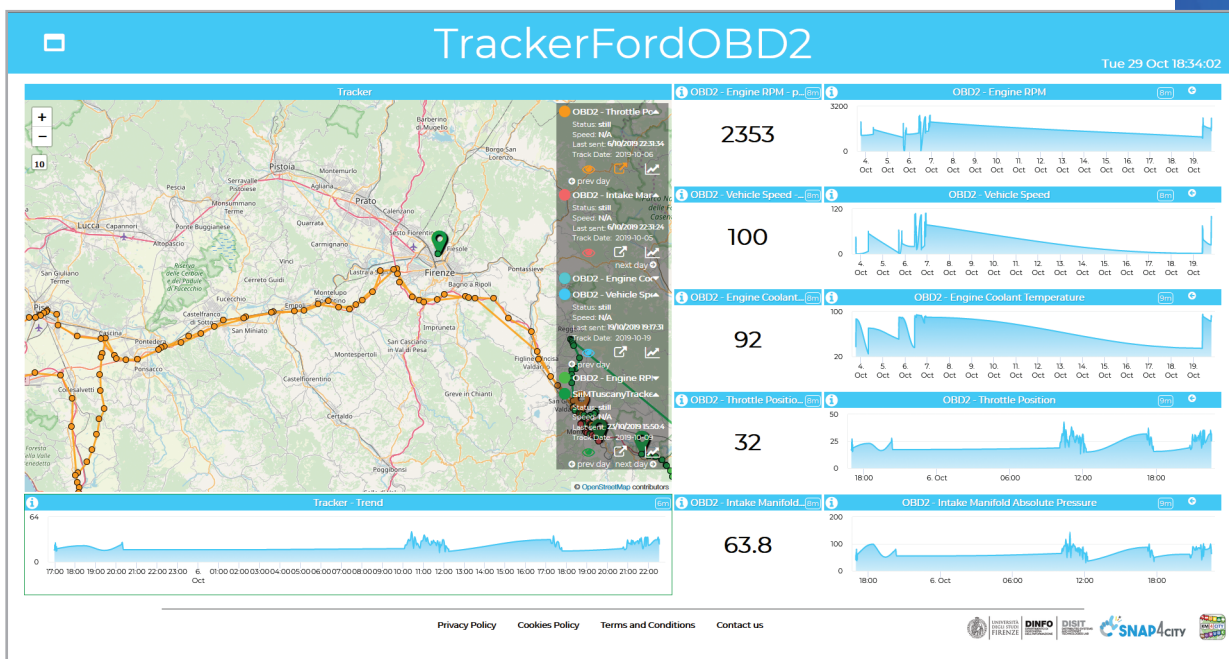 TrackerFordOBD2
Tue 29 Oct 18:34:02
Tracker
+
−
10
Barberino
di Mugello
Borgo San
Lorenzo
Pistoia
Montemurlo
Serravalle
Pistoiese
Pescia
Agliana
Prato
Monsummano
Terme
Calenzano
Lucca
Capannori
Ponte Buggianese
Quarrata
Sesto Fiorentino
Altopascio
Carmignano
Fiesole
Vinci
Riserva
delle Cerbaie
e del Padule
di Fucecchio
San Giuliano
Terme
Cerreto Guidi
Lastra a
Firenze
Pontassieve
Bagno a Ripoli
Fucecchio
Montelupo
Fiorentino
Empoli
Castelfranco
di Sotto
San Miniato
Pisa
Cascina
Pontedera
Impruneta
San Casciano
in Val di Pesa
Ponsacco
Montespertoli
Figline
Incisa
Valdarno
Collesalvetti
Castelfiorentino
Greve in Chianti
Certaldo
Foresta
Poggibonsi
OBD2 - Throttle Po
Status: still
Speed: N/A
Last sent: 6/10/2019 22:31:34
Track Date: 2019-10-06
prev day
OBD2 - Intake Mar
Status: still
Speed: N/A
Last sent: 6/10/2019 22:31:24
Track Date: 2019-10-05
next day
OBD2 - Engine Coo
OBD2 - Vehicle Spe
Status: still
Speed: N/A
Last sent: 19/10/2019 19:17:31
Track Date: 2019-10-19
prev day
OBD2 - Engine RP
SiiMTuscanyTracke
Status: still
Speed: N/A
Last sent: 23/10/2019 15:50:4
Track Date: 2019-10-09
prev day next day
© OpenStreetMap contributors
OBD2 - Engine RPM - p... 8m
2353
OBD2 - Engine RPM 8m
3200
0
4. 5. 6. 7. 8. 9. 10. 11. 12. 13. 14. 15. 16. 17. 18. 19.
Oct Oct Oct Oct Oct Oct Oct Oct Oct Oct Oct Oct Oct Oct Oct Oct
OBD2 - Vehicle Speed -... 8m
100
OBD2 - Vehicle Speed 8m
120
0
4. 5. 6. 7. 8. 9. 10. 11. 12. 13. 14. 15. 16. 17. 18. 19.
Oct Oct Oct Oct Oct Oct Oct Oct Oct Oct Oct Oct Oct Oct Oct Oct
OBD2 - Engine Coolant... 8m
92
OBD2 - Engine Coolant Temperature 9m
100
20
4. 5. 6. 7. 8. 9. 10. 11. 12. 13. 14. 15. 16. 17. 18. 19.
Oct Oct Oct Oct Oct Oct Oct Oct Oct Oct Oct Oct Oct Oct Oct Oct
OBD2 - Throttle Positio... 8m
32
OBD2 - Throttle Position 9m
50
25
0
18:00 6. Oct 06:00 12:00 18:00
Tracker - Trend 6m
64
0
17:00 18:00 19:00 20:00 21:00 22:00 23:00 6. 01:00 02:00 03:00 04:00 05:00 06:00 07:00 08:00 09:00 10:00 11:00 12:00 13:00 14:00 15:00 16:00 17:00 18:00 19:00 20:00 21:00 22:00
Oct
OBD2 - Intake Manifold... 8m
63.8
OBD2 - Intake Manifold Absolute Pressure 9m
200
100
0
18:00 6. Oct 06:00 12:00 18:00
Privacy Policy Cookies Policy Terms and Conditions Contact us
UNIVERSITÀ
DEGLI STUDI
FIRENZE
DINFO
DISIT
SNAP4CITY